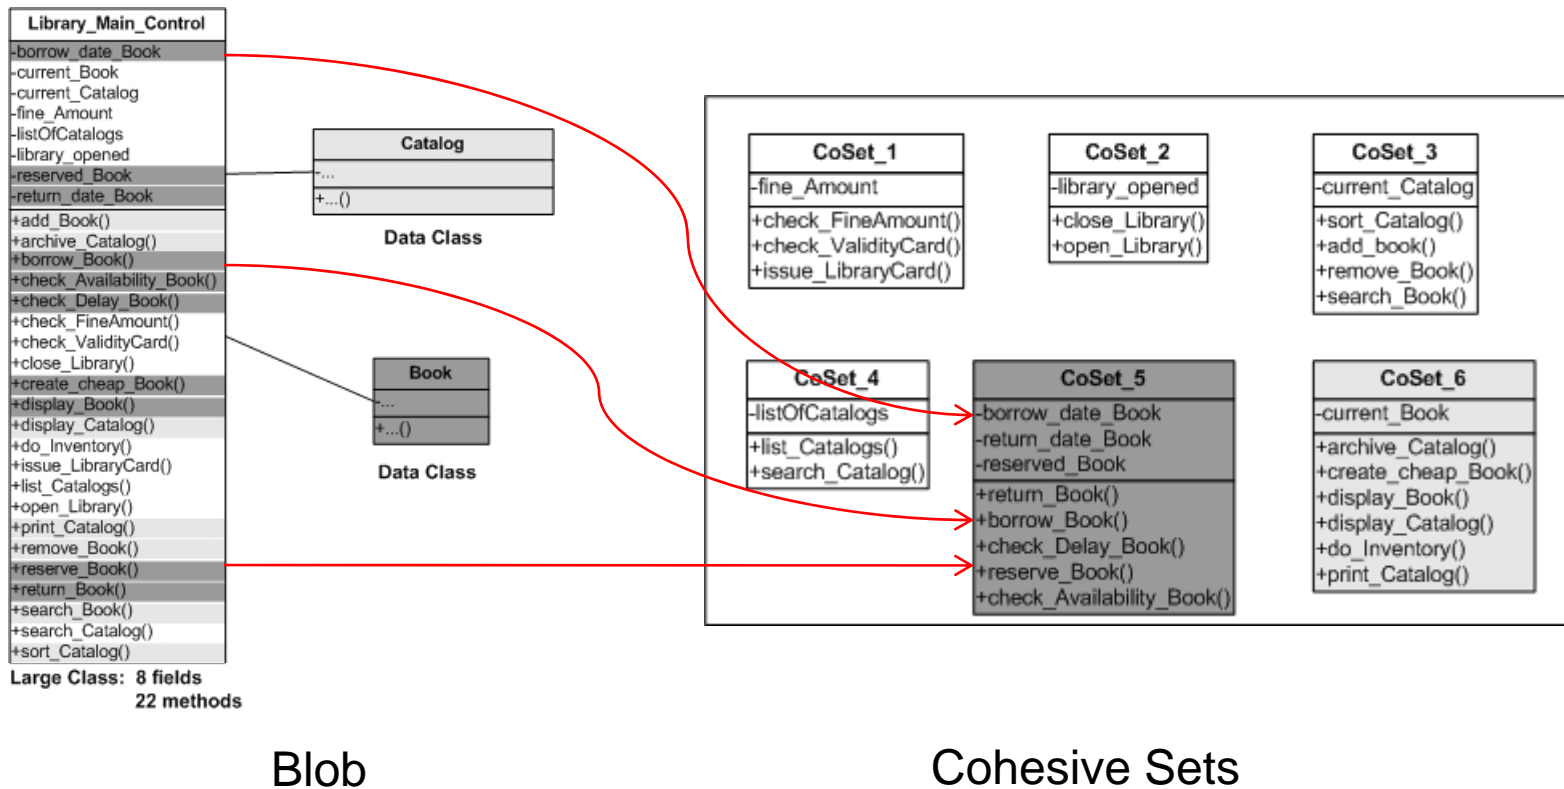 Library_Main_Control
-borrow_date_Book
-current_Book
-current_Catalog
-fine_Amount
-listOfCatalogs
-library_opened
-reserved_Book
-return_date_Book
+add_Book()
+archive_Catalog()
+borrow_Book()
+check_Availability_Book()
+check_Delay_Book()
+check_FineAmount()
+check_ValidityCard()
+close_Library()
+create_cheap_Book()
+display_Book()
+display_Catalog()
+do_Inventory()
+issue_LibraryCard()
+list_Catalogs()
+open_Library()
+print_Catalog()
+remove_Book()
+reserve_Book()
+return_Book()
+search_Book()
+search_Catalog()
+sort_Catalog()
Large Class: 8 fields
22 methods
Catalog
-...
+...()
Data Class
Book
-...
+...()
Data Class
CoSet_1
-fine_Amount
+check_FineAmount()
+check_ValidityCard()
+issue_LibraryCard()
CoSet_2
-library_opened
+close_Library()
+open_Library()
CoSet_3
-current_Catalog
+sort_Catalog()
+add_book()
+remove_Book()
+search_Book()
CoSet_4
-listOfCatalogs
+list_Catalogs()
+search_Catalog()
CoSet_5
-borrow_date_Book
-return_date_Book
-reserved_Book
+return_Book()
+borrow_Book()
+check_Delay_Book()
+reserve_Book()
+check_Availability_Book()
CoSet_6
-current_Book
+archive_Catalog()
+create_cheap_Book()
+display_Book()
+display_Catalog()
+do_Inventory()
+print_Catalog()
Blob
Cohesive Sets